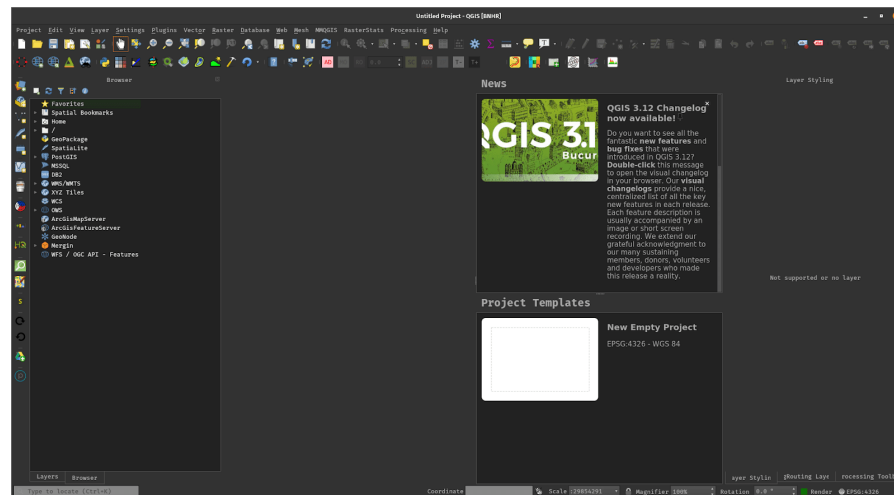 Untitled Project - QGIS [BNHR]
Project Edit View Layer Settings Plugins Vector Raster Database Web Mesh MMQGIS RasterStats Processing Help
Browser
Favorites
Spatial Bookmarks
Home
/
GeoPackage
SpatiaLite
PostGIS
MSSQL
DB2
WMS/WMTS
XYZ Tiles
WCS
OWS
ArcGisMapServer
ArcGisFeatureServer
GeoNode
Mergin
WFS / OGC API - Features
Layers Browser
Type to locate (Ctrl+K)
News
QGIS 3.1
Bucur
QGIS 3.12 Changelog
now available!
Do you want to see all the
fantastic new features and
bug fixes that were
introduced in QGIS 3.12?
Double-click this message
to open the visual changelog
in your browser. Our visual
changelogs provide a nice,
centralized list of all the key
new features in each release.
Each feature description is
usually accompanied by an
image or short screen
recording. We extend our
grateful acknowledgment to
our many sustaining
members, donors, volunteers
and developers who made
this release a reality.
Project Templates
New Empty Project
EPSG:4326 - WGS 84
Layer Styling
Not supported or no layer
ayer Stylin gRouting Laye rocessing Tool
Coordinate Scale :29854291 Magnifier 100% Rotation 0.0 ° Render EPSG:4326